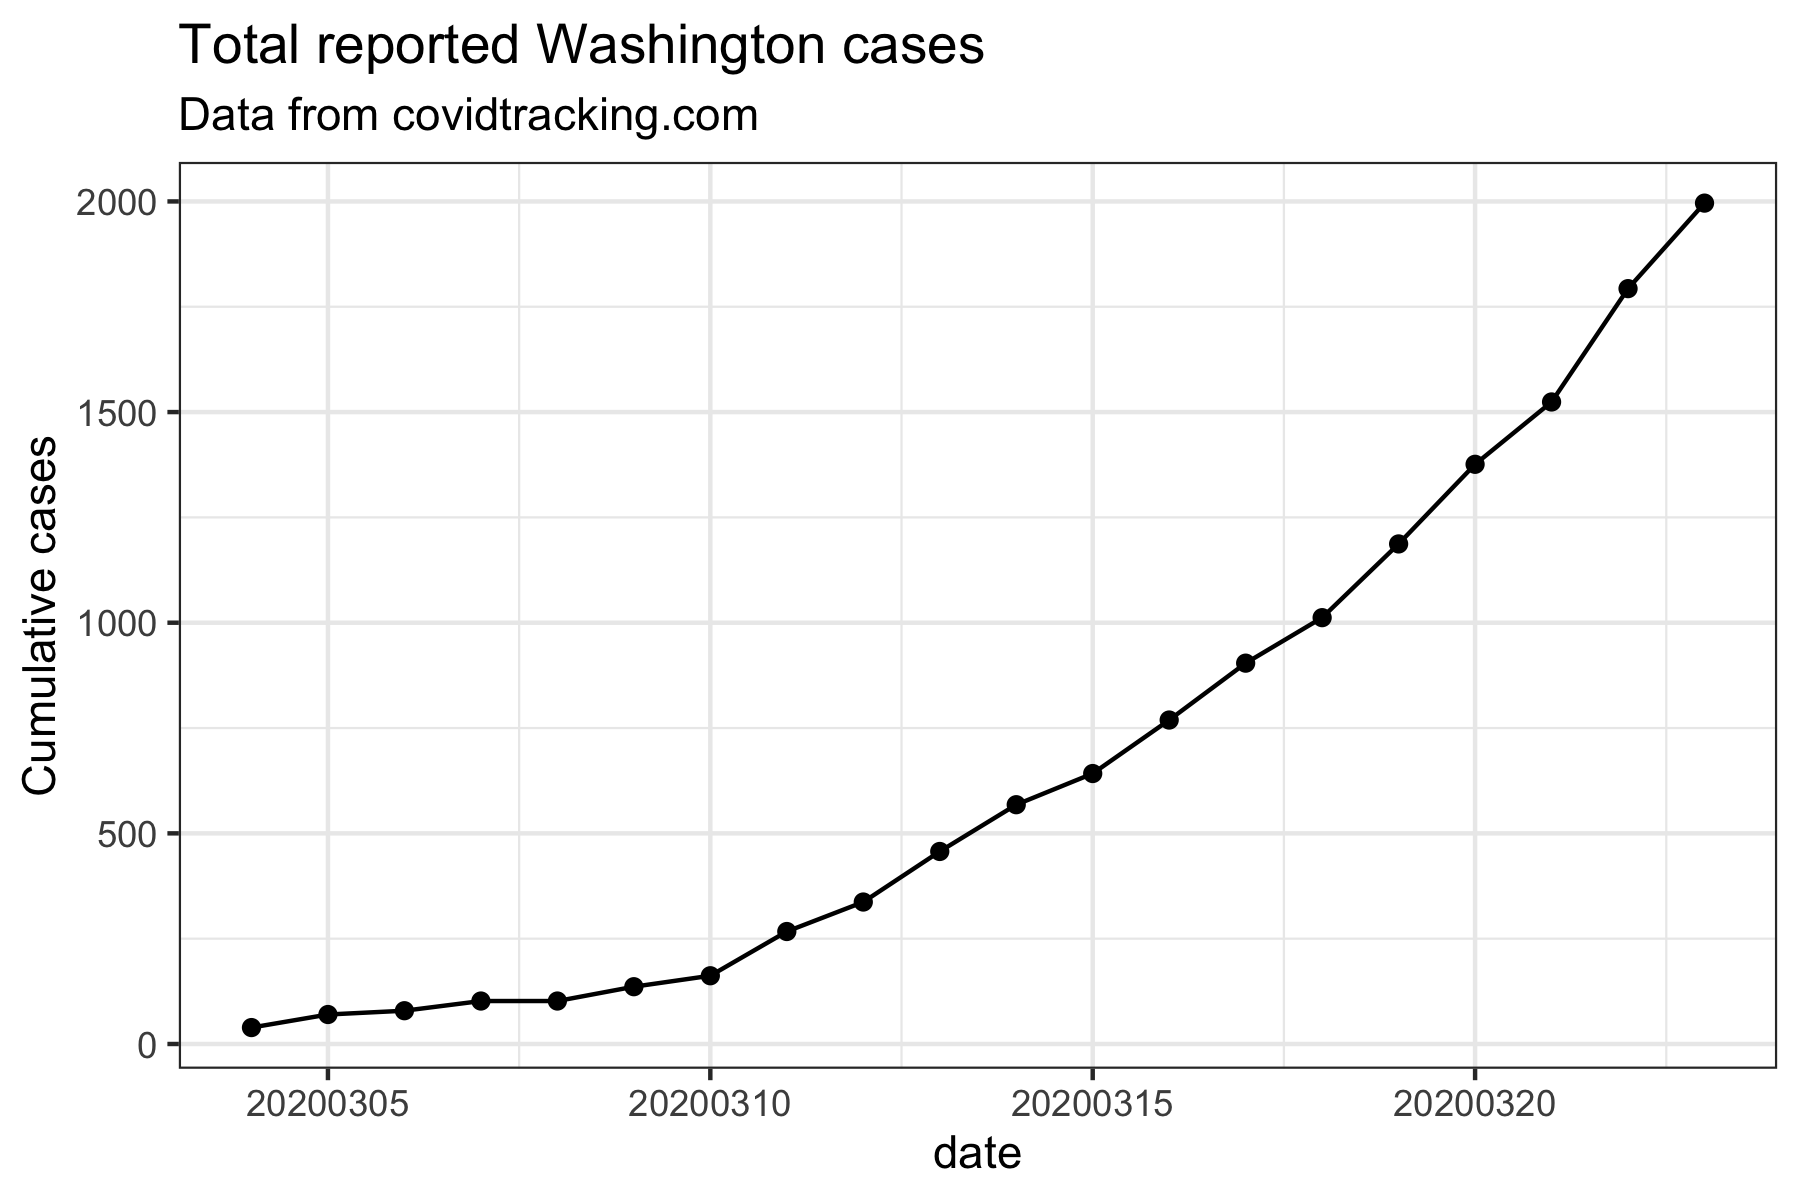 Total reported Washington cases
Data from covidtracking.com
2000
1500
1000
500
0
Cumulative cases
20200305 20200310 20200315 20200320
date